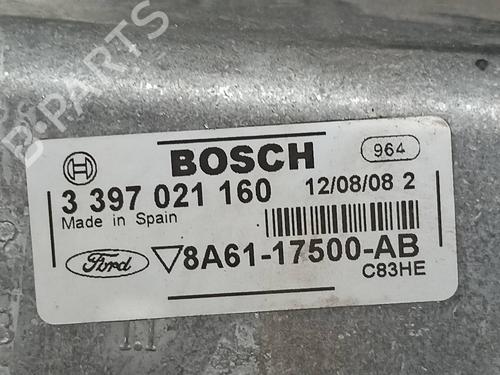 B-PARTS
BOSCH
964
3 397 021 160
12/08/08 2
Made in Spain
Ford
8A61-17500-AB
C83HE